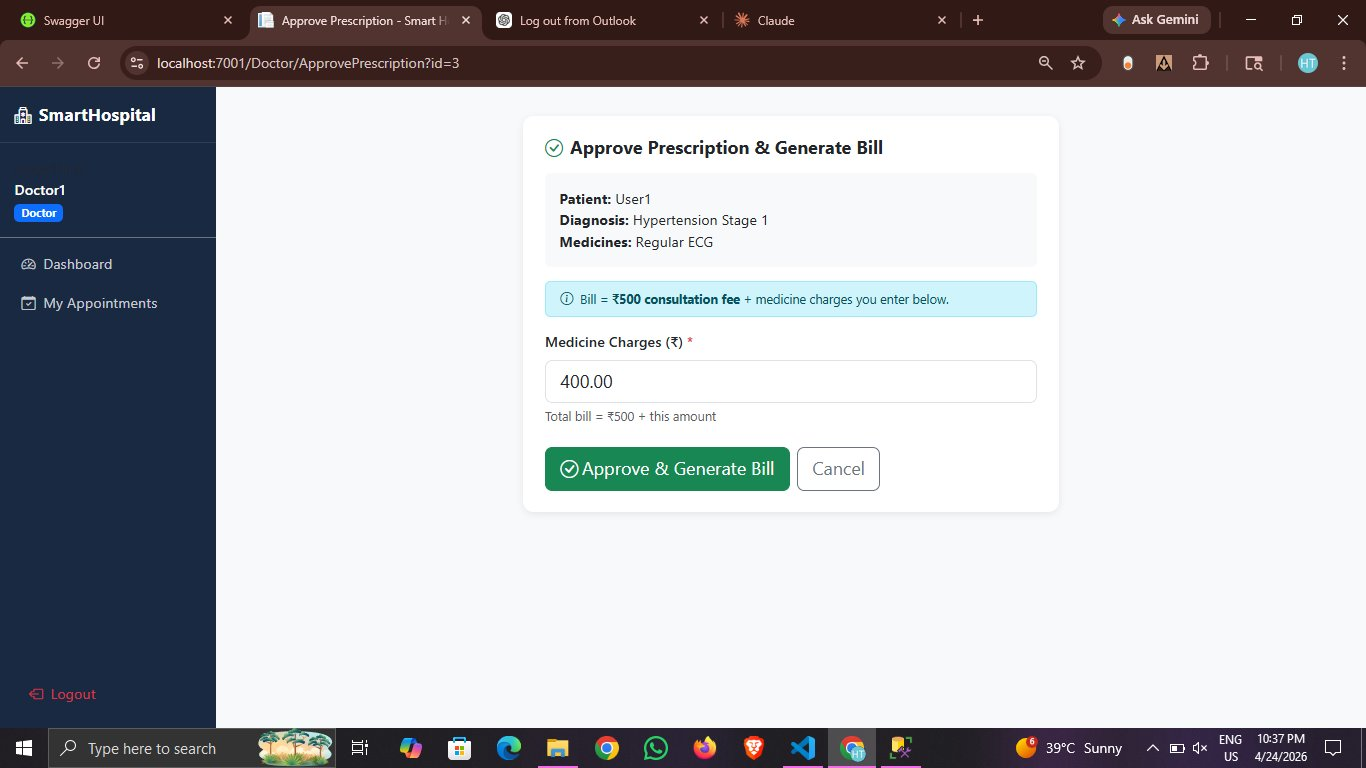 Swagger UI
Approve Prescription - Smart H
Log out from Outlook
Claude
Ask Gemini
localhost:7001/Doctor/ApprovePrescription?id=3
HT
SmartHospital
Doctor1
Doctor
Dashboard
My Appointments
Logout
Approve Prescription & Generate Bill
Patient: User1
Diagnosis: Hypertension Stage 1
Medicines: Regular ECG
Bill = ₹500 consultation fee + medicine charges you enter below.
Medicine Charges (₹) *
400.00
Total bill = ₹500 + this amount
Approve & Generate Bill
Cancel
Type here to search
HT
6
39°C Sunny
ENG
US
10:37 PM
4/24/2026